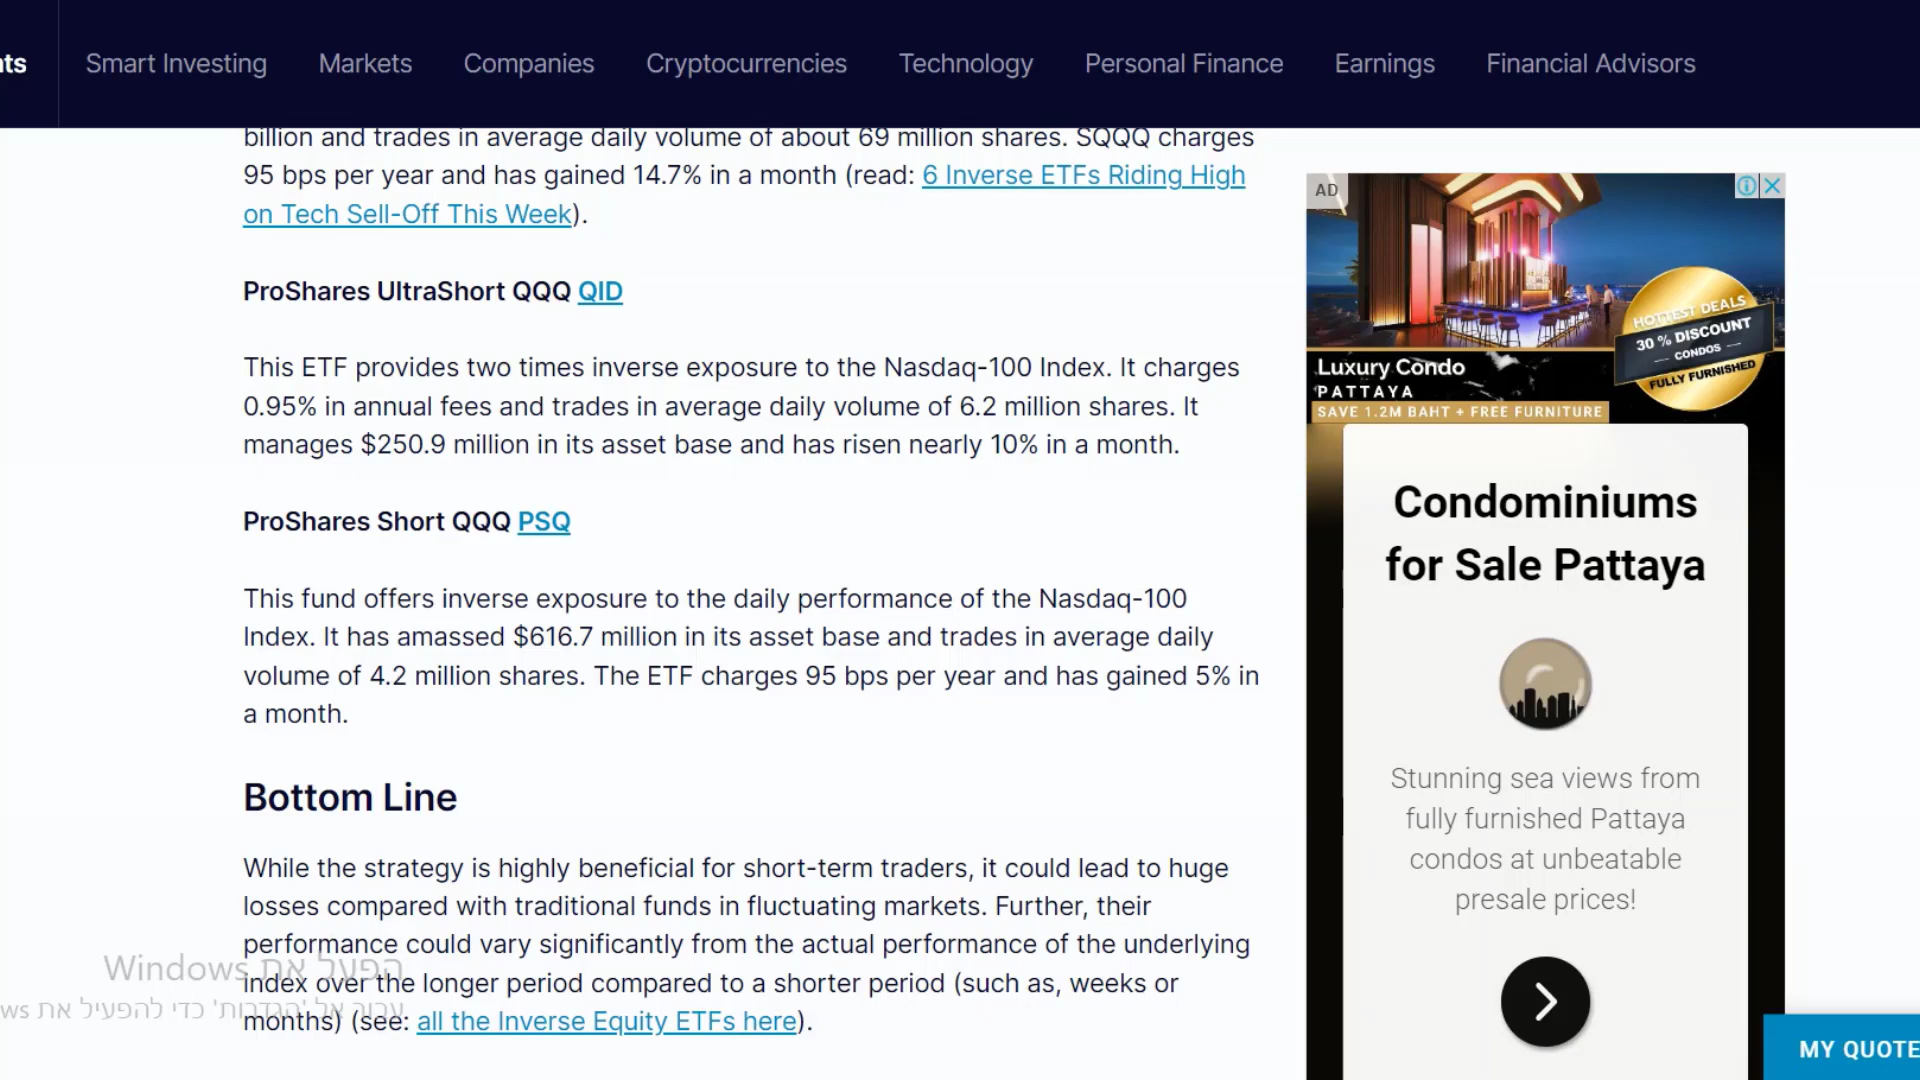 nts
Smart Investing
Markets
Companies
Cryptocurrencies
Technology
Personal Finance
Earnings
Financial Advisors
billion and trades in average daily volume of about 69 million shares. SQQQ charges
95 bps per year and has gained 14.7% in a month (read: 6 Inverse ETFs Riding High
on Tech Sell-Off This Week).
ProShares UltraShort QQQ QID
This ETF provides two times inverse exposure to the Nasdaq-100 Index. It charges
0.95% in annual fees and trades in average daily volume of 6.2 million shares. It
manages $250.9 million in its asset base and has risen nearly 10% in a month.
ProShares Short QQQ PSQ
This fund offers inverse exposure to the daily performance of the Nasdaq-100
Index. It has amassed $616.7 million in its asset base and trades in average daily
volume of 4.2 million shares. The ETF charges 95 bps per year and has gained 5% in
a month.
Bottom Line
While the strategy is highly beneficial for short-term traders, it could lead to huge
losses compared with traditional funds in fluctuating markets. Further, their
performance could vary significantly from the actual performance of the underlying
index over the longer period compared to a shorter period (such as, weeks or
months) (see: all the Inverse Equity ETFs here).
הפעל את Windows
עבור אל 'הגדרות' כדי להפעיל את ws
AD
HOTTEST DEALS
30 % DISCOUNT
CONDOS
FULLY FURNISHED
Luxury Condo
PATTAYA
SAVE 1.2M BAHT + FREE FURNITURE
Condominiums
for Sale Pattaya
Stunning sea views from
fully furnished Pattaya
condos at unbeatable
presale prices!
MY QUOTE